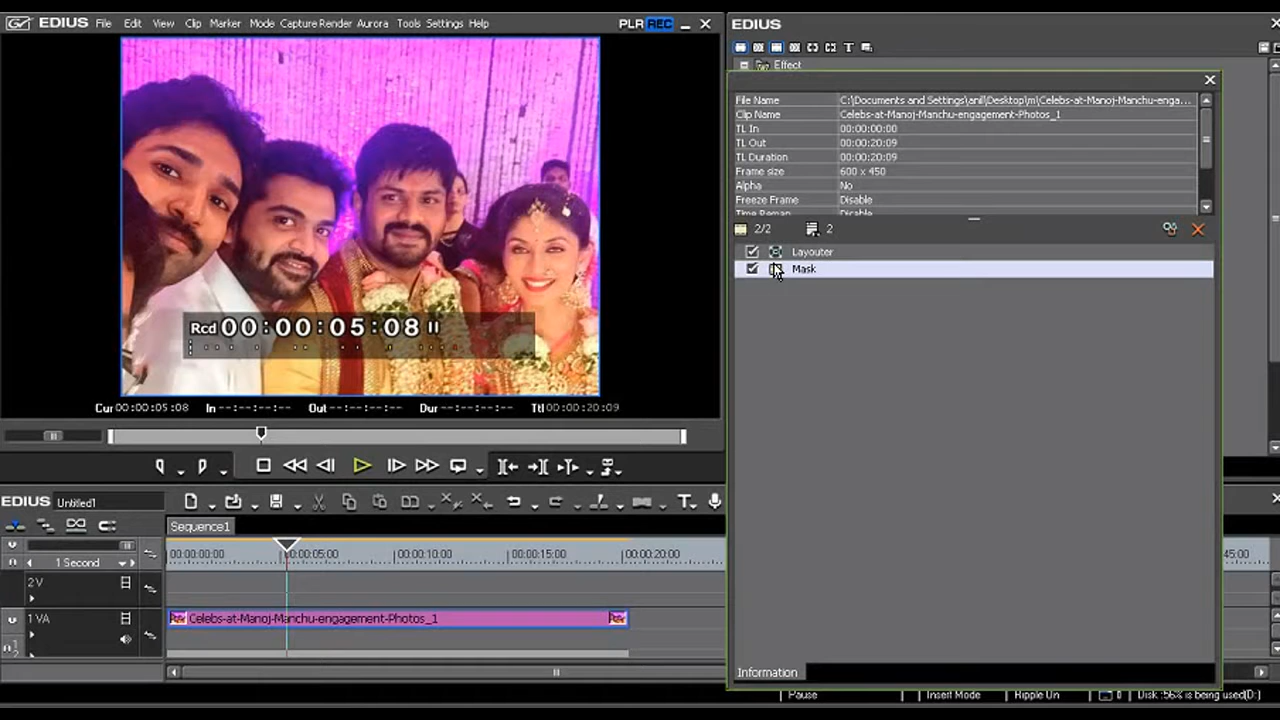 EDIUS File Edit View Clip Marker Mode Capture Render Aurora Tools Settings Help PLR REC
EDIUS
Effect
File Name C:\Documents and Settings\anil\Desktop\m\Celebs-at-Manoj-Manchu-enga...
Clip Name Celebs-at-Manoj-Manchu-engagement-Photos_1
TL In 00:00:00:00
TL Out 00:00:20:09
TL Duration 00:00:20:09
Frame size 600 x 450
Alpha No
Freeze Frame Disable
Time Remap Disable
2/2 2
Layouter
Mask
Rcd 00:00:05:08
Cur 00:00:05:08 In --:--:--:-- Out --:--:--:-- Dur --:--:--:-- Ttl 00:00:20:09
EDIUS Untitled1
Sequence1
1 Second 00:00:00:00 00:00:05:00 00:00:10:00 00:00:15:00 00:00:20:00 45:00
2 V
1 VA Celebs-at-Manoj-Manchu-engagement-Photos_1
Information
Pause Insert Mode Ripple On 0 Disk :56% is being used(D:)